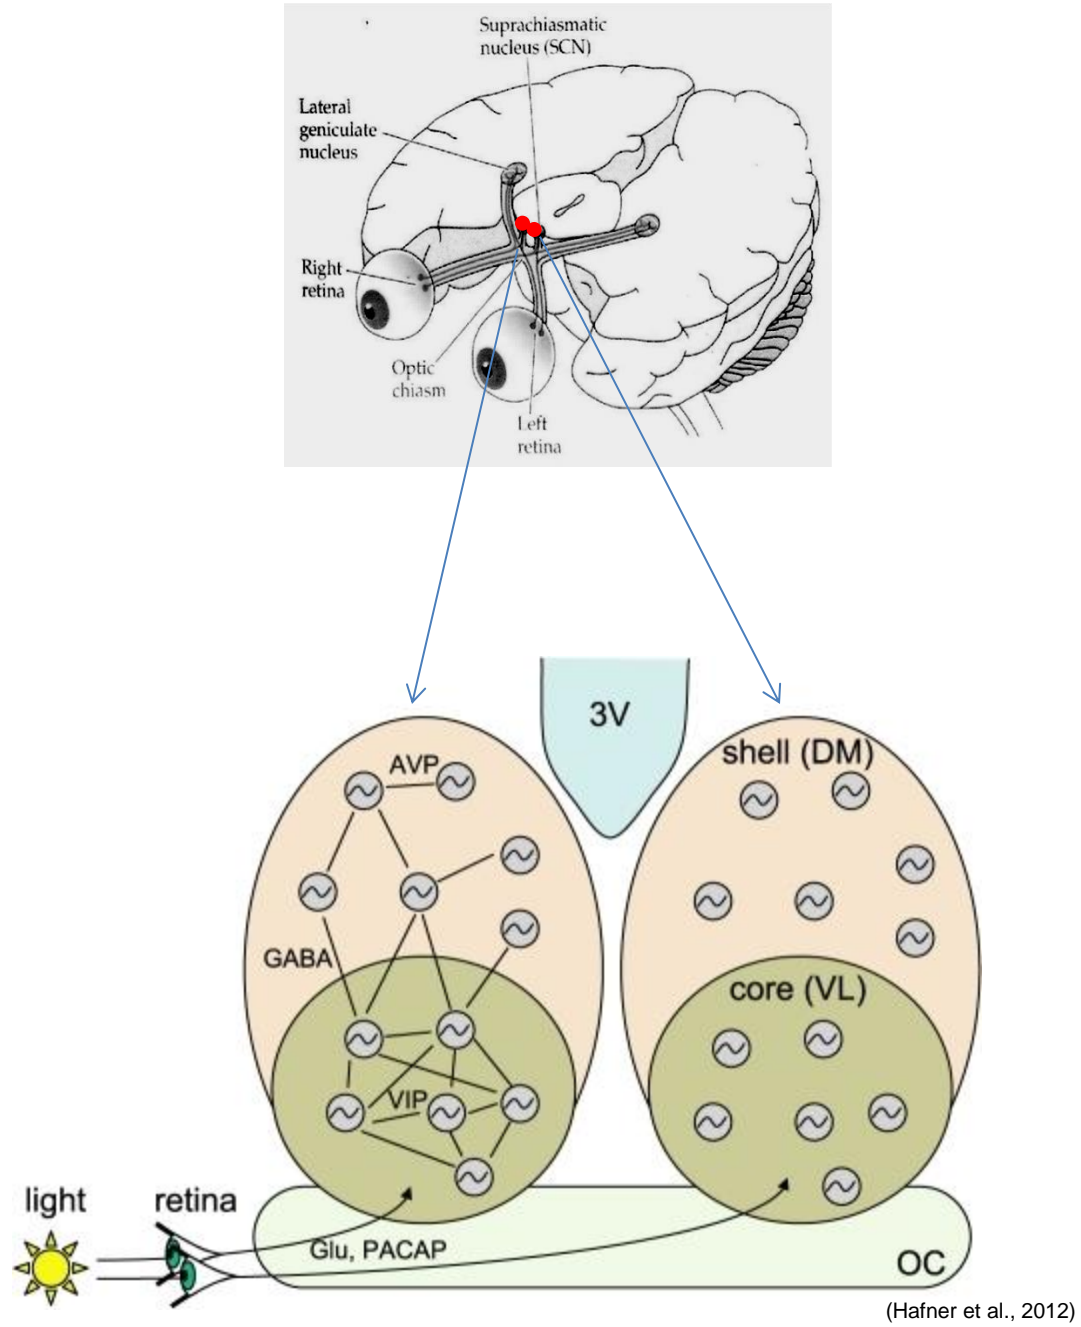 Suprachiasmatic
nucleus (SCN)
Lateral
geniculate
nucleus
Right
retina
Optic
chiasm
Left
retina
3V
AVP
shell (DM)
GABA
core (VL)
VIP
light
retina
Glu, PACAP
OC
(Hafner et al., 2012)